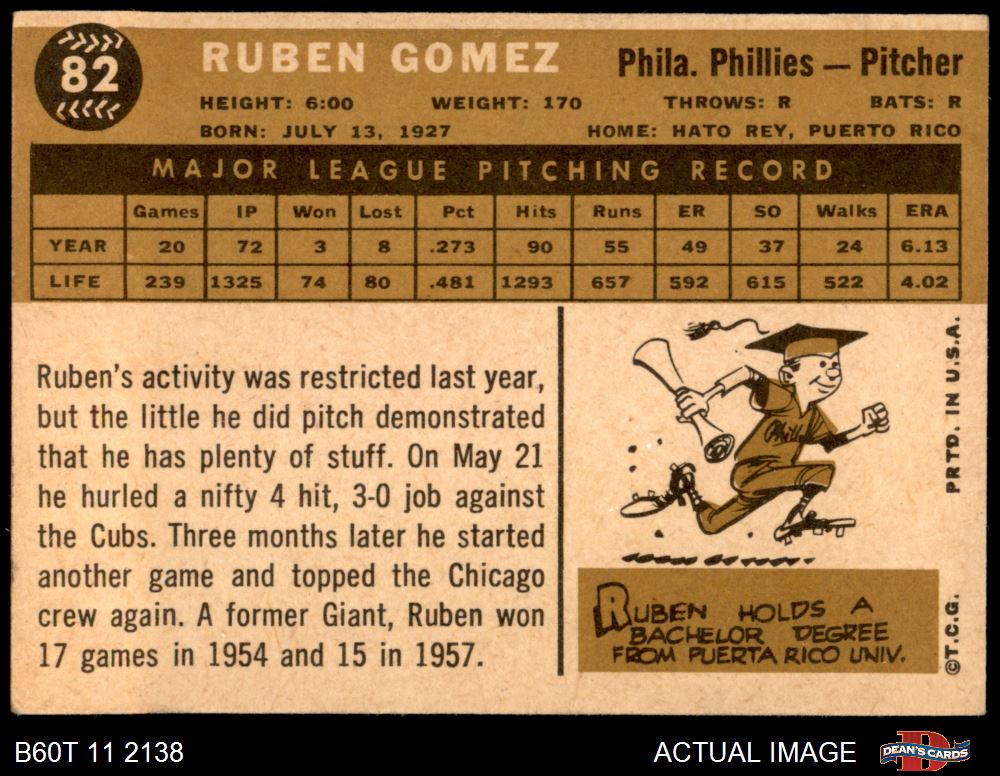 82
RUBEN GOMEZ
Phila. Phillies — Pitcher
HEIGHT: 6:00 WEIGHT: 170 THROWS: R BATS: R
BORN: JULY 13, 1927 HOME: HATO REY, PUERTO RICO
MAJOR LEAGUE PITCHING RECORD
Games IP Won Lost Pct Hits Runs ER SO Walks ERA
YEAR 20 72 3 8 .273 90 55 49 37 24 6.13
LIFE 239 1325 74 80 .481 1293 657 592 615 522 4.02
Ruben's activity was restricted last year,
but the little he did pitch demonstrated
that he has plenty of stuff. On May 21
he hurled a nifty 4 hit, 3-0 job against
the Cubs. Three months later he started
another game and topped the Chicago
crew again. A former Giant, Ruben won
17 games in 1954 and 15 in 1957.
RUBEN HOLDS A
BACHELOR DEGREE
FROM PUERTA RICO UNIV.
©T.C.G. PRTD. IN U.S.A.
B60T 11 2138
ACTUAL IMAGE
DEAN'S CARDS